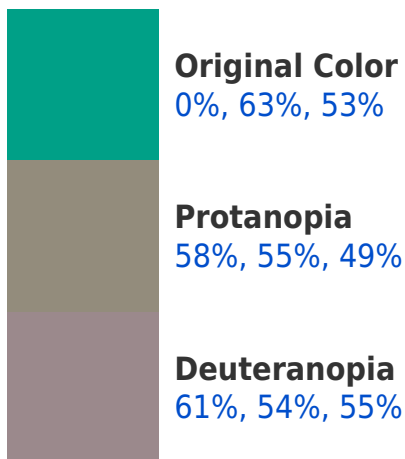 Original Color
0%, 63%, 53%
Protanopia
58%, 55%, 49%
Deuteranopia
61%, 54%, 55%